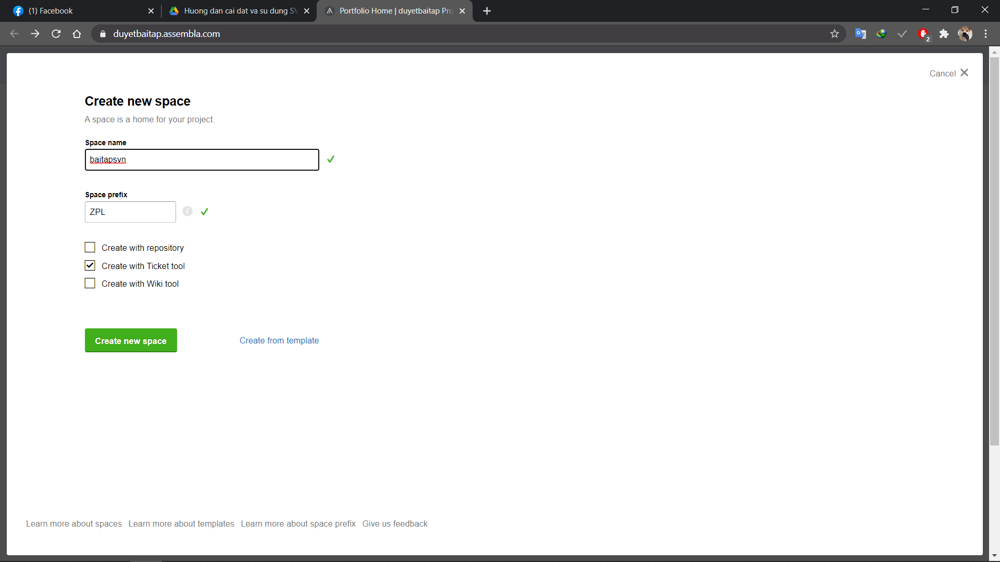 (1) Facebook
Huong dan cai dat va su dung SV
Portfolio Home | duyetbaitap Pro
duyetbaitap.assembla.com
2
Cancel
Create new space
A space is a home for your project.
Space name
baitapsvn
Space prefix
ZPL
Create with repository
Create with Ticket tool
Create with Wiki tool
Create new space
Create from template
Learn more about spaces Learn more about templates Learn more about space prefix Give us feedback